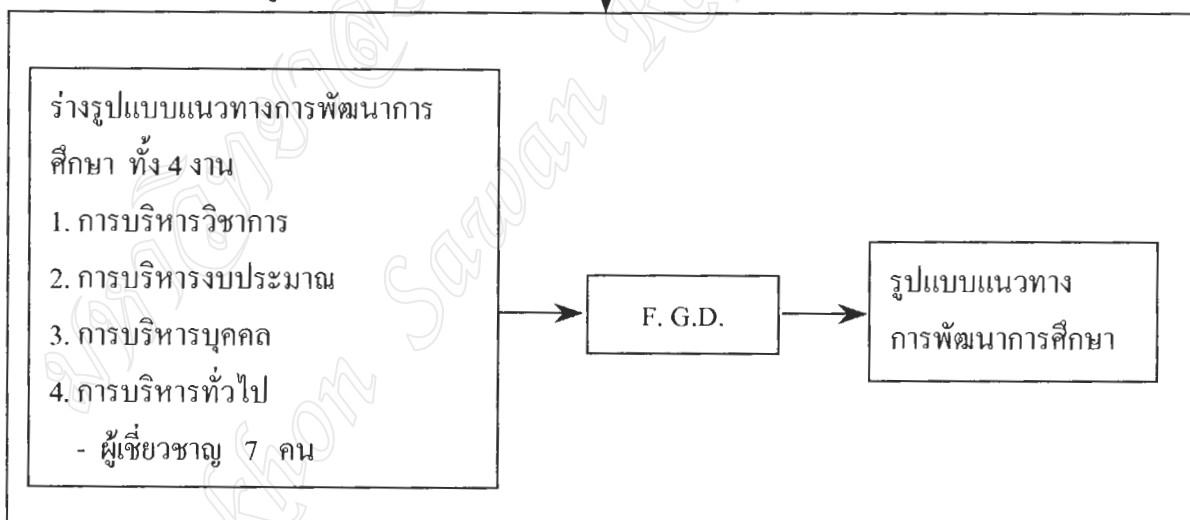 ร่างรูปแบบแนวทางการพัฒนาการ
ศึกษา ทั้ง 4 งาน
1. การบริหารวิชาการ
2. การบริหารงบประมาณ
3. การบริหารบุคคล
4. การบริหารทั่วไป
- ผู้เชี่ยวชาญ 7 คน
F. G.D.
รูปแบบแนวทาง
การพัฒนาการศึกษา